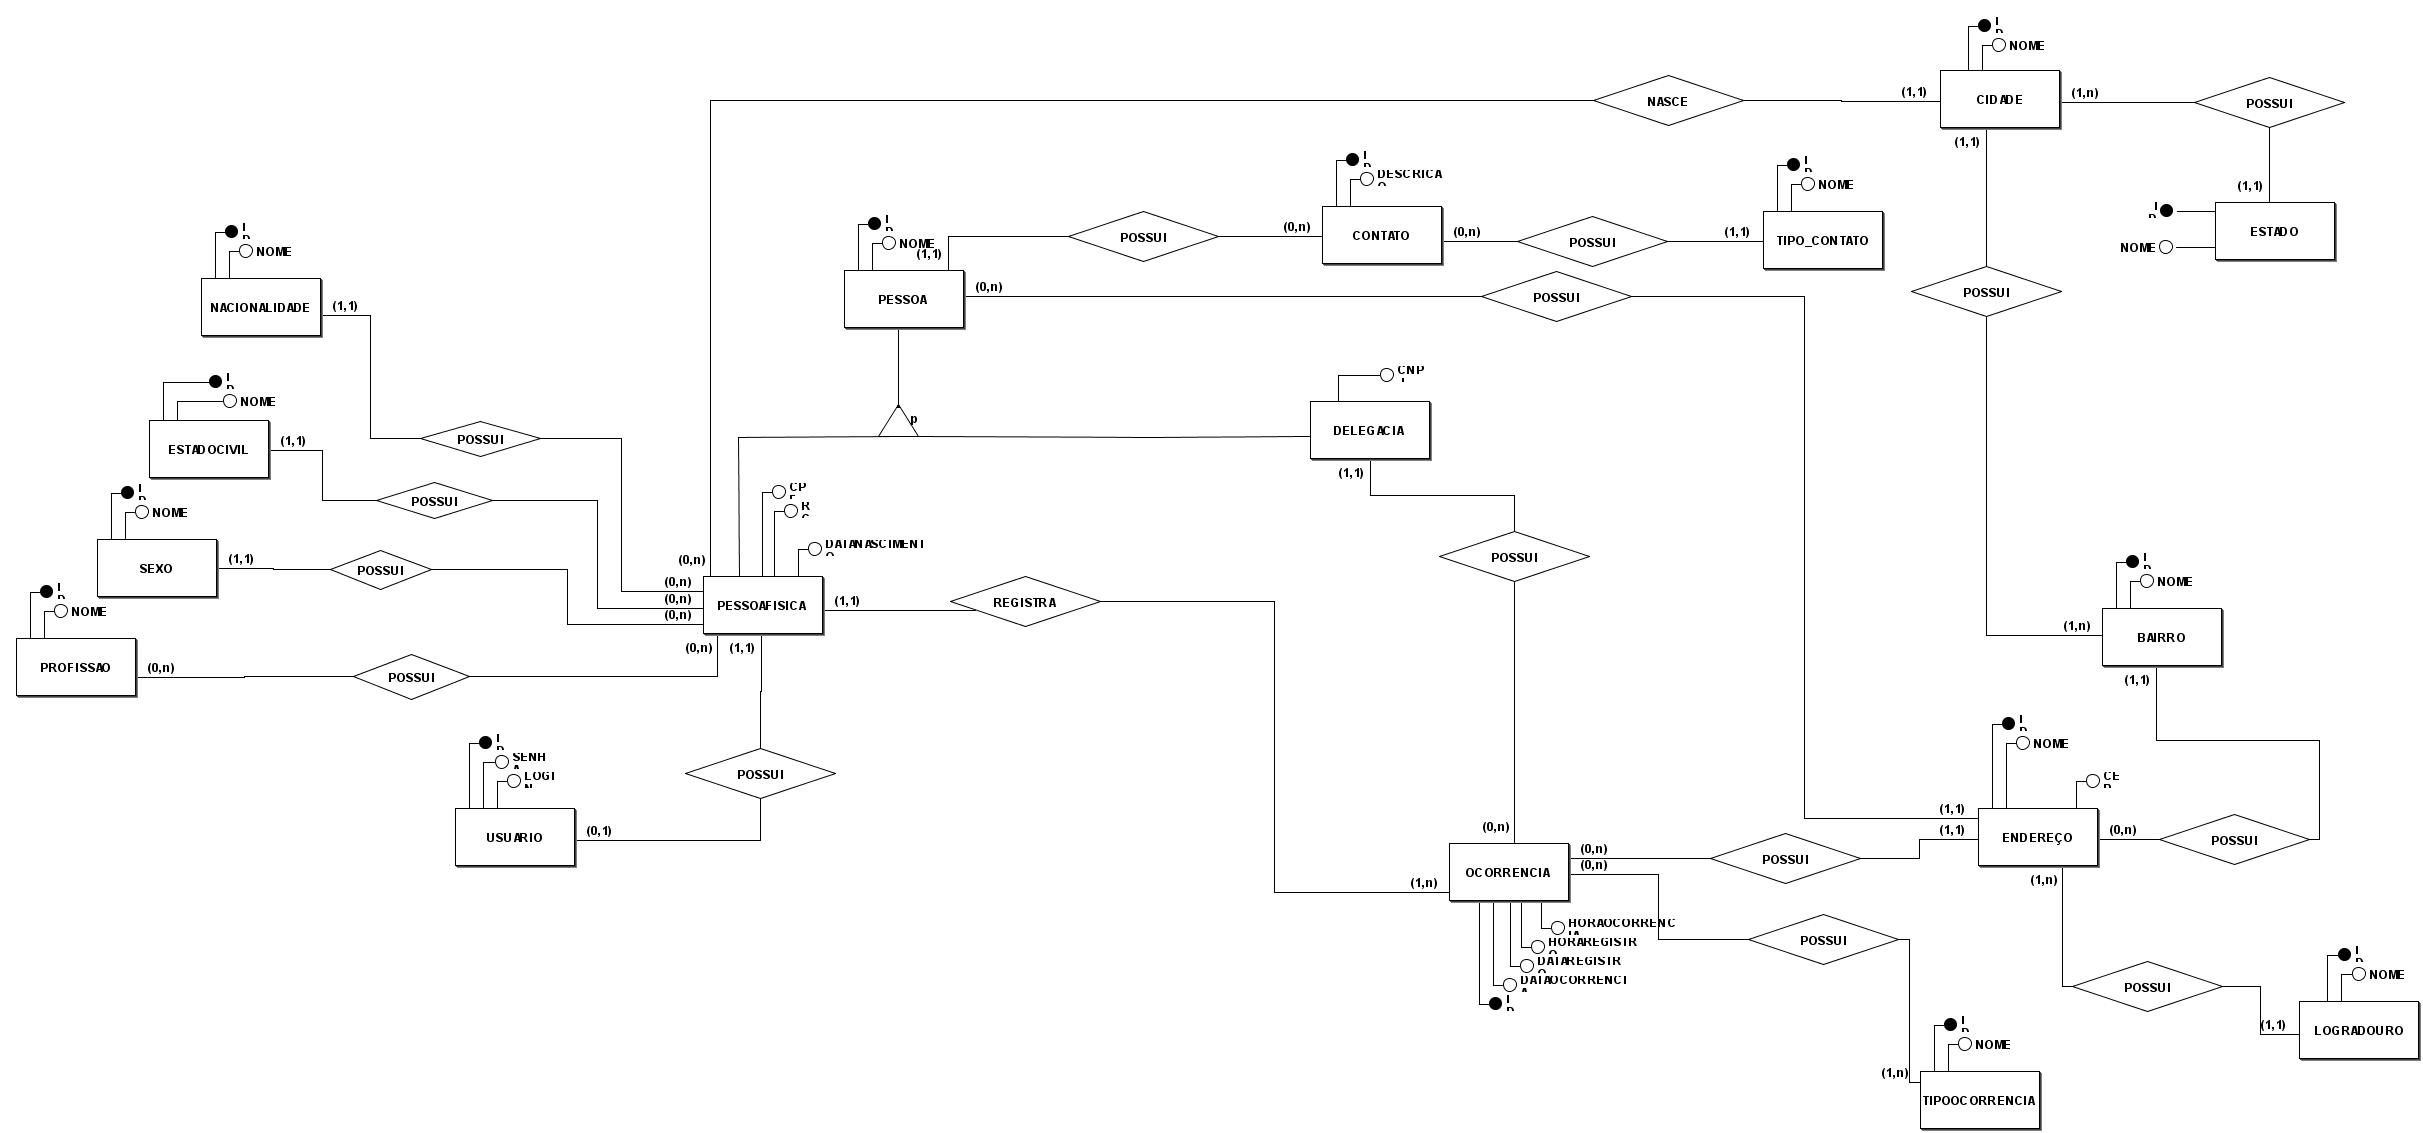 ID
NOME
CIDADE
(1,1)
(1,n)
POSSUI
NASCE
(1,1)
(1,1)
ID
NOME
ESTADO
ID
DESCRICAO
CONTATO
(0,n)
(0,n)
POSSUI
(1,1)
ID
NOME
TIPO_CONTATO
ID
NOME
(1,1)
POSSUI
PESSOA
(0,n)
POSSUI
POSSUI
ID
NOME
NACIONALIDADE
(1,1)
ID
NOME
ESTADOCIVIL
(1,1)
POSSUI
p
CNPJ
DELEGACIA
(1,1)
ID
NOME
SEXO
(1,1)
POSSUI
POSSUI
CPF
RG
DATANASCIMENTO
(0,n)
(0,n)
(0,n)
(0,n)
PESSOAFISICA
(1,1)
REGISTRA
POSSUI
ID
NOME
PROFISSAO
(0,n)
POSSUI
(0,n)
(1,1)
ID
NOME
(1,n)
BAIRRO
(1,1)
ID
SENHA
LOGIN
USUARIO
(0,1)
POSSUI
ID
NOME
CEP
(1,1)
(1,1)
ENDEREÇO
(0,n)
POSSUI
(1,n)
(0,n)
OCORRENCIA
(0,n)
(0,n)
POSSUI
(1,n)
HORAOCORRENCIA
HORAREGISTRO
DATAREGISTRO
DATAOCORRENCIA
ID
POSSUI
POSSUI
ID
NOME
(1,1)
LOGRADOURO
ID
NOME
(1,n)
TIPOOCORRENCIA